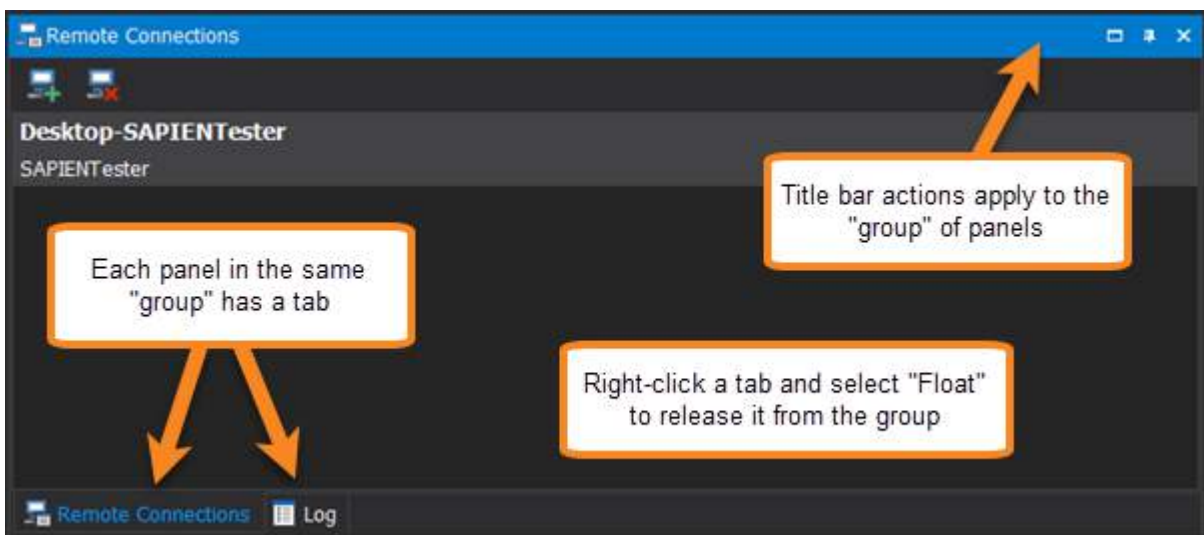 Remote Connections
Desktop-SAPIENTester
SAPIENTester
Title bar actions apply to the
"group" of panels
Each panel in the same
"group" has a tab
Right-click a tab and select "Float"
to release it from the group
Remote Connections Log